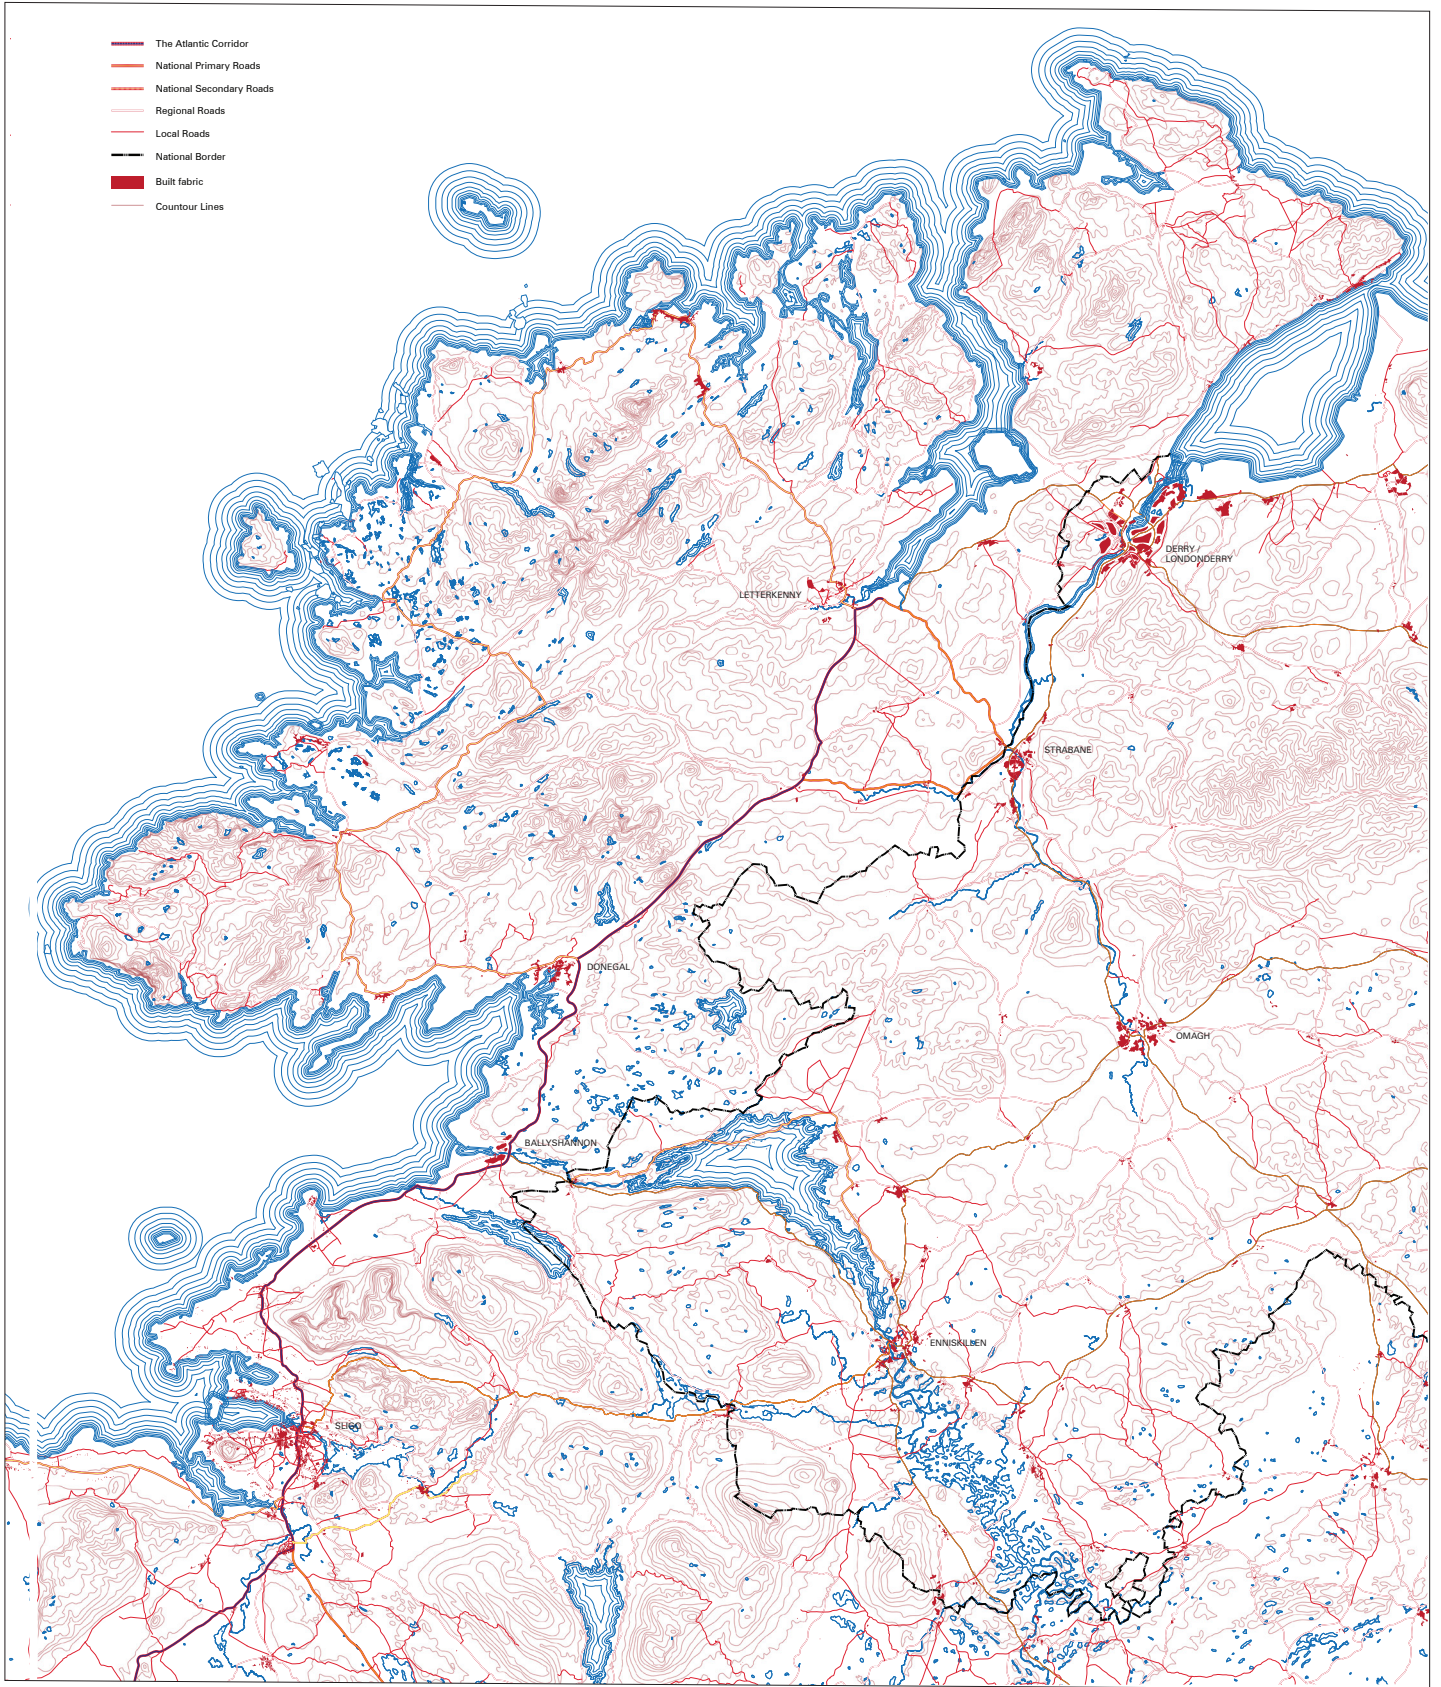 The Atlantic Corridor
National Primary Roads
National Secondary Roads
Regional Roads
Local Roads
National Border
Built fabric
Countour Lines
DERRY /
LONDONDERRY
LETTERKENNY
STRABANE
DONEGAL
OMAGH
BALLYSHANNON
ENNISKILLEN
SLIGO